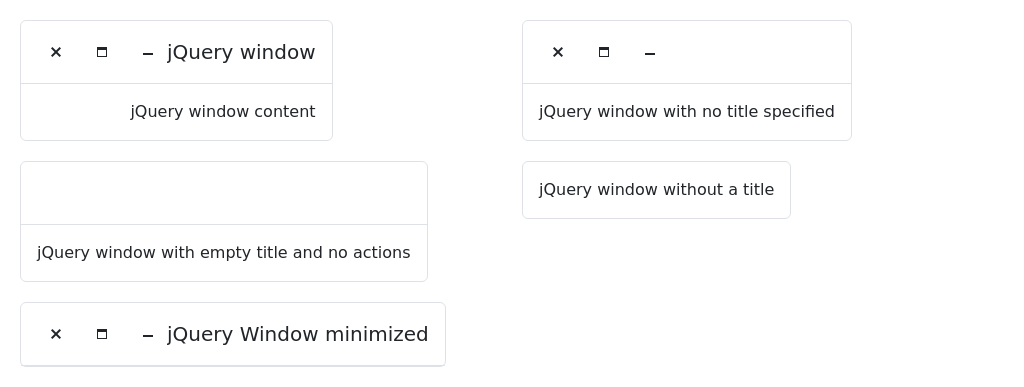 jQuery window
jQuery window content
jQuery window with no title specified
jQuery window with empty title and no actions
jQuery window without a title
jQuery Window minimized